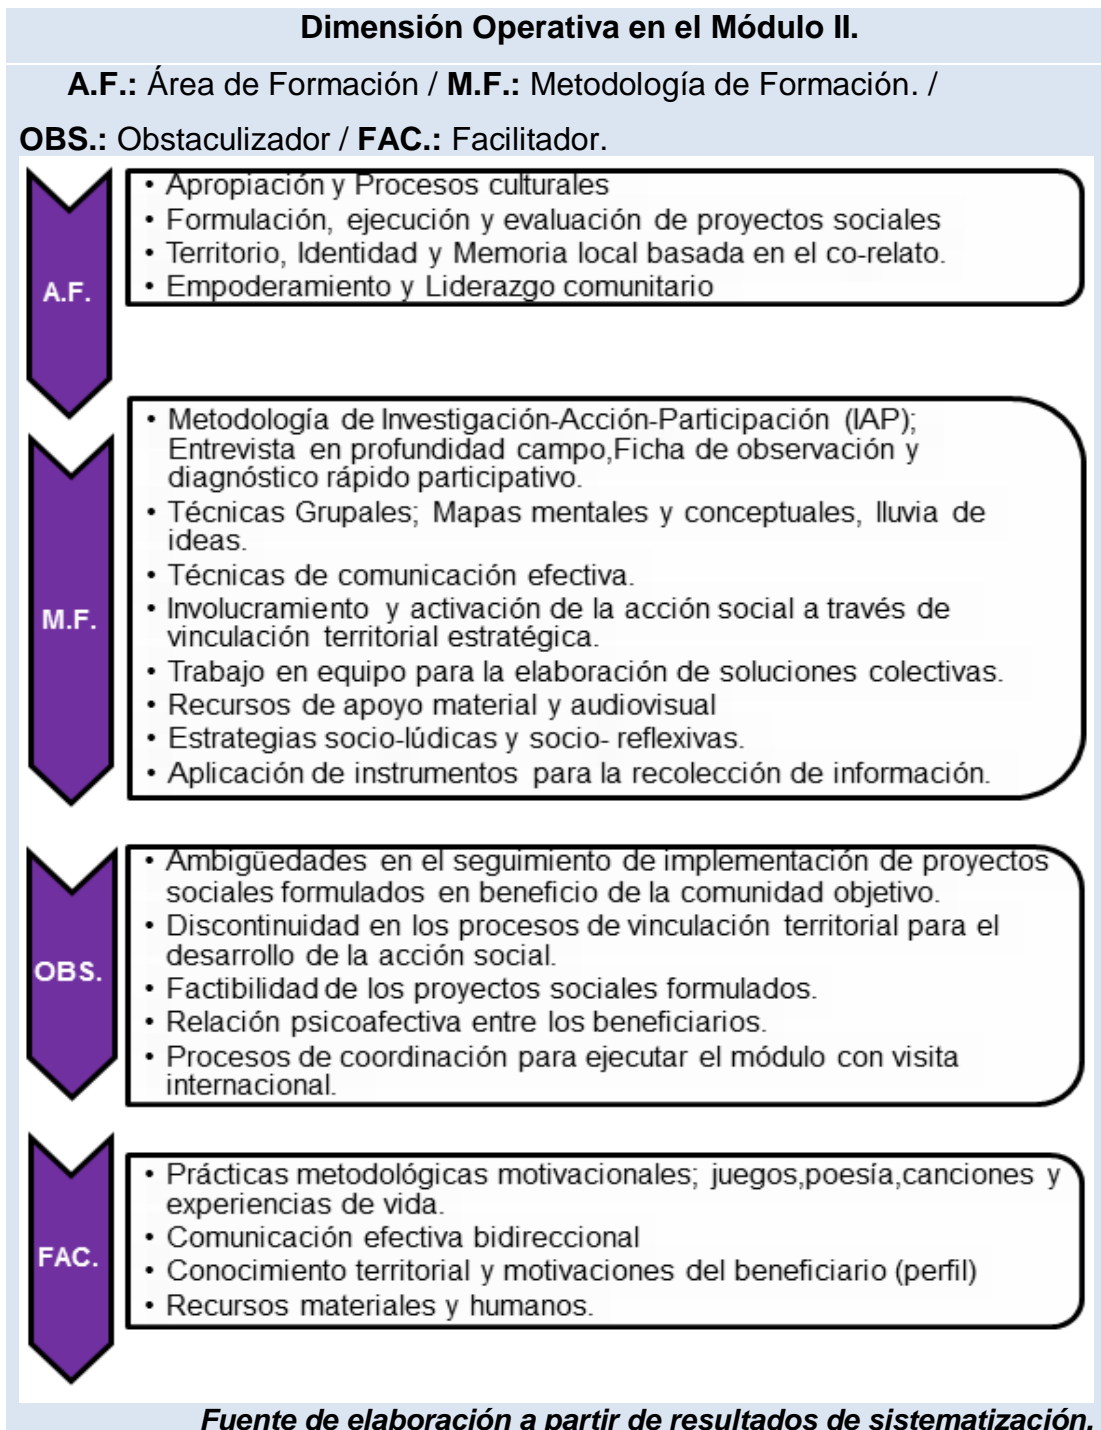 Dimensión Operativa en el Módulo II.
A.F.: Área de Formación / M.F.: Metodología de Formación. /
OBS.: Obstaculizador / FAC.: Facilitador.
A.F.
• Apropiación y Procesos culturales
• Formulación, ejecución y evaluación de proyectos sociales
• Territorio, Identidad y Memoria local basada en el co-relato.
• Empoderamiento y Liderazgo comunitario
M.F.
• Metodología de Investigación-Acción-Participación (IAP);
Entrevista en profundidad campo,Ficha de observación y
diagnóstico rápido participativo.
• Técnicas Grupales; Mapas mentales y conceptuales, lluvia de
ideas.
• Técnicas de comunicación efectiva.
• Involucramiento y activación de la acción social a través de
vinculación territorial estratégica.
• Trabajo en equipo para la elaboración de soluciones colectivas.
• Recursos de apoyo material y audiovisual
• Estrategias socio-lúdicas y socio- reflexivas.
• Aplicación de instrumentos para la recolección de información.
OBS.
• Ambigüedades en el seguimiento de implementación de proyectos
sociales formulados en beneficio de la comunidad objetivo.
• Discontinuidad en los procesos de vinculación territorial para el
desarrollo de la acción social.
• Factibilidad de los proyectos sociales formulados.
• Relación psicoafectiva entre los beneficiarios.
• Procesos de coordinación para ejecutar el módulo con visita
internacional.
FAC.
• Prácticas metodológicas motivacionales; juegos,poesía,canciones y
experiencias de vida.
• Comunicación efectiva bidireccional
• Conocimiento territorial y motivaciones del beneficiario (perfil)
• Recursos materiales y humanos.
Fuente de elaboración a partir de resultados de sistematización.